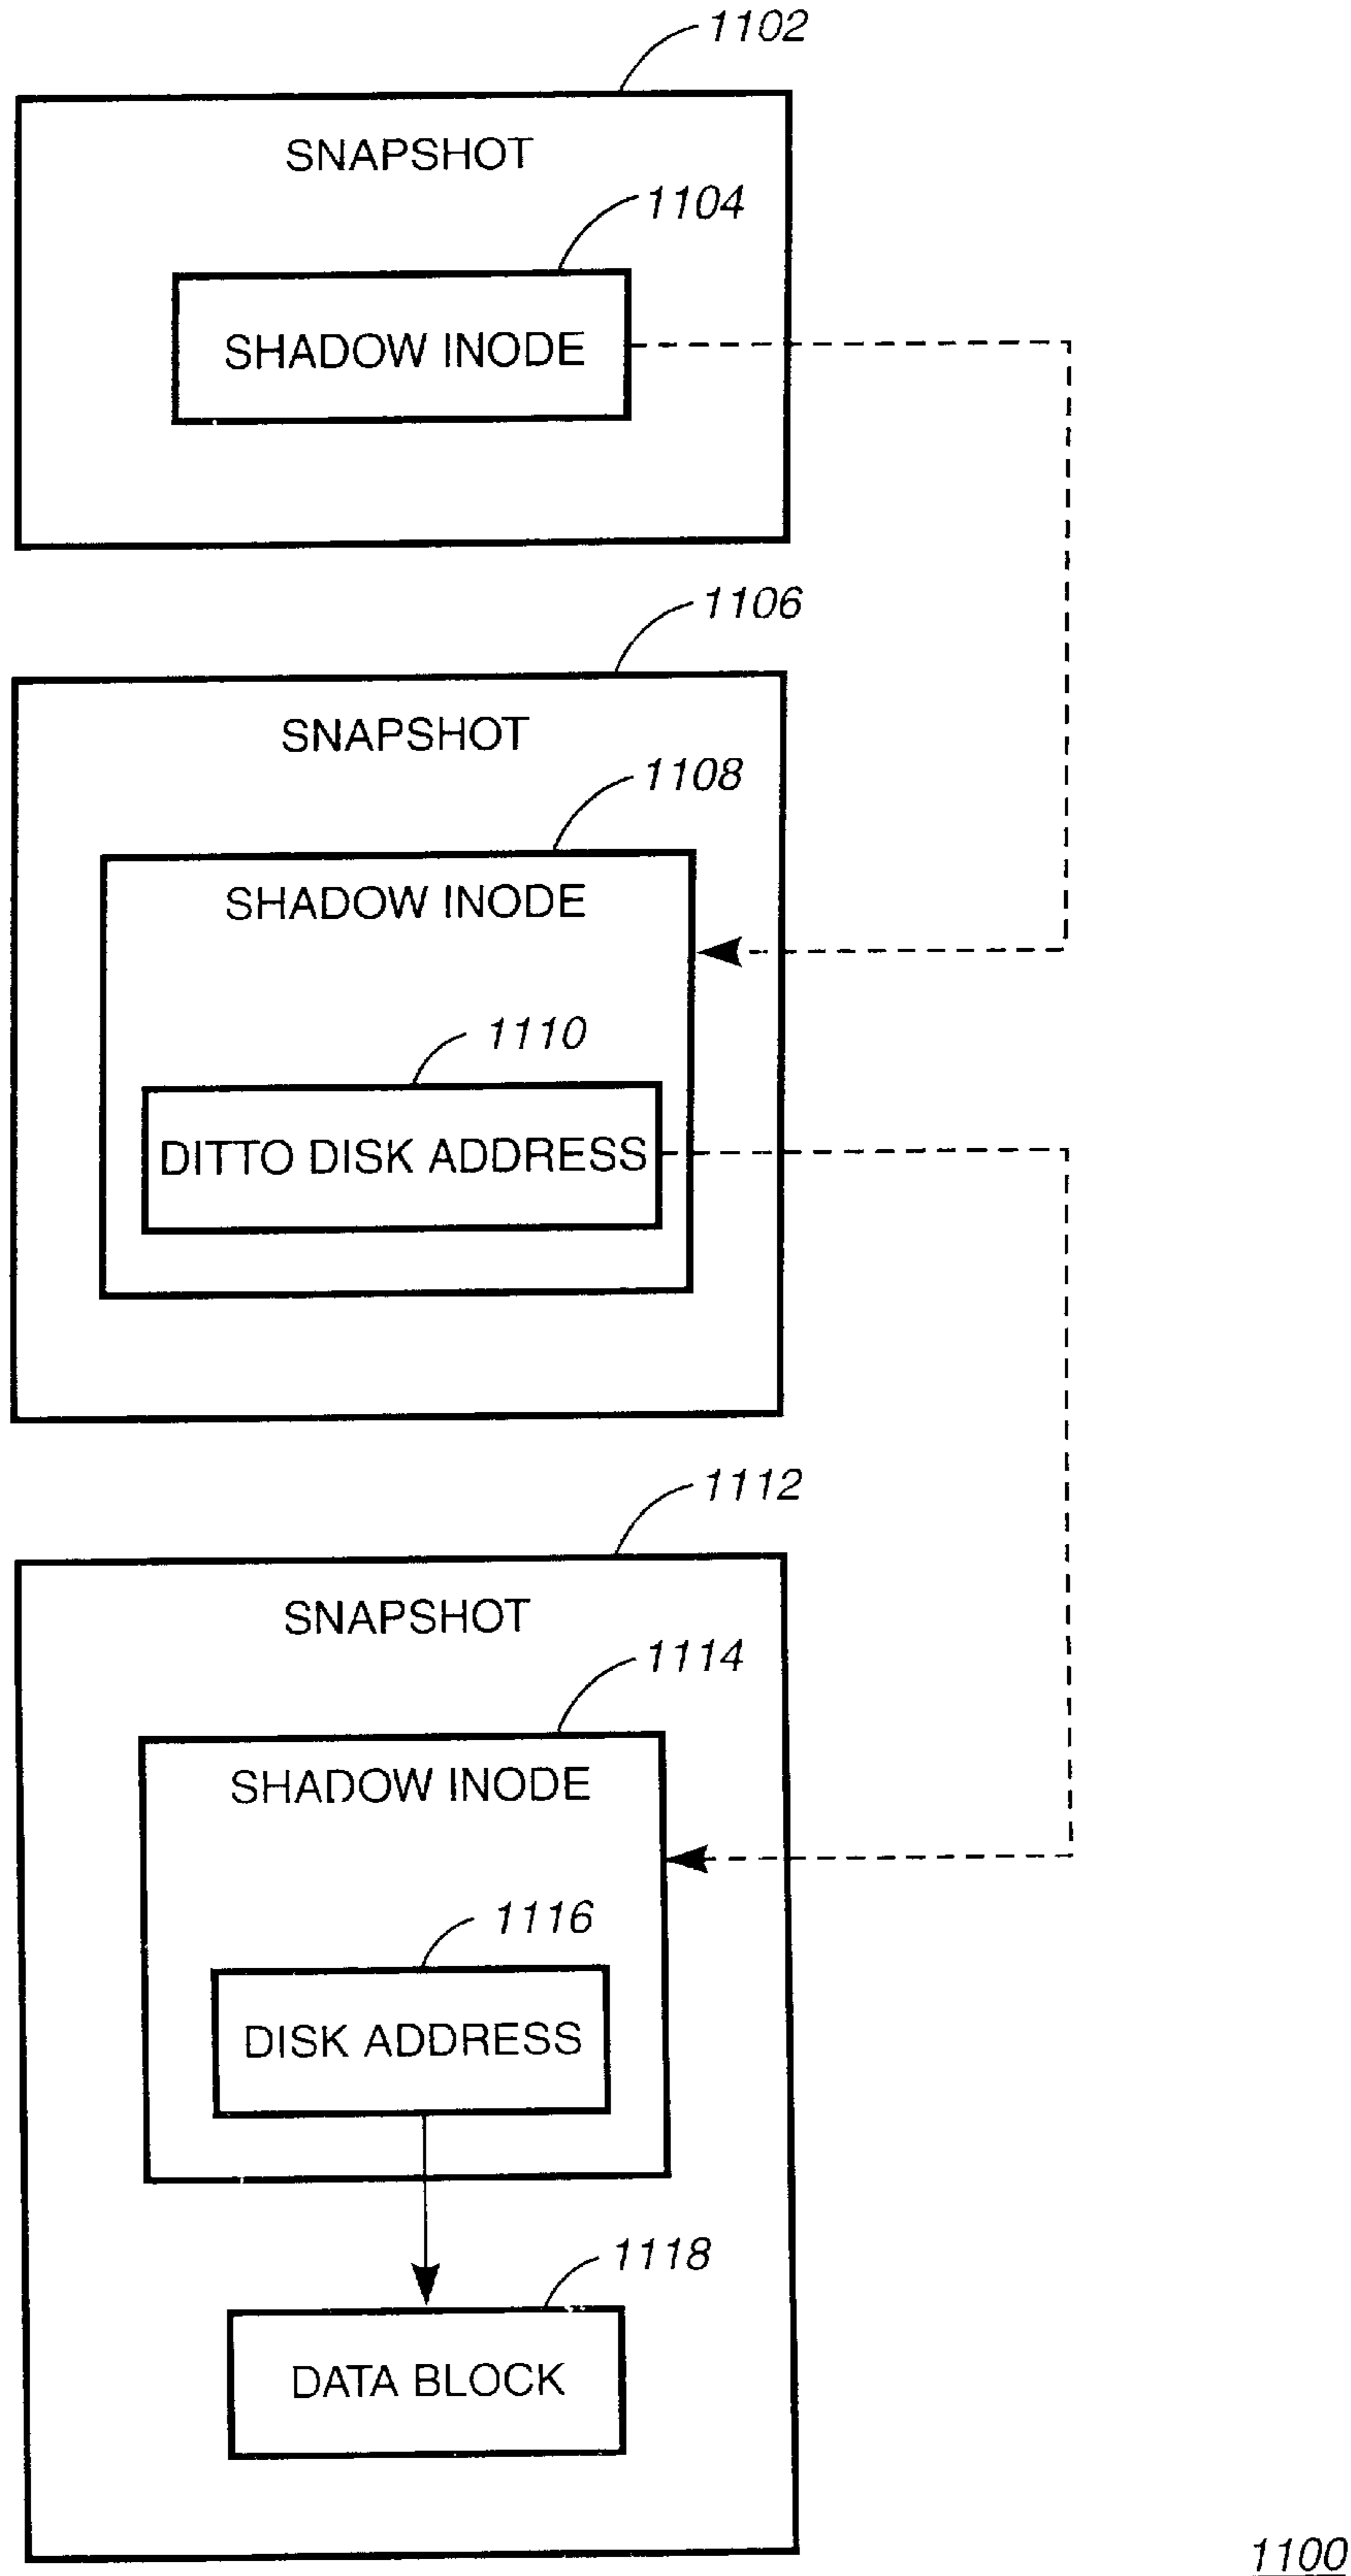 1102
SNAPSHOT
1104
SHADOW INODE
1106
SNAPSHOT
1108
SHADOW INODE
1110
DITTO DISK ADDRESS
1112
SNAPSHOT
1114
SHADOW INODE
1116
DISK ADDRESS
1118
DATA BLOCK
1100